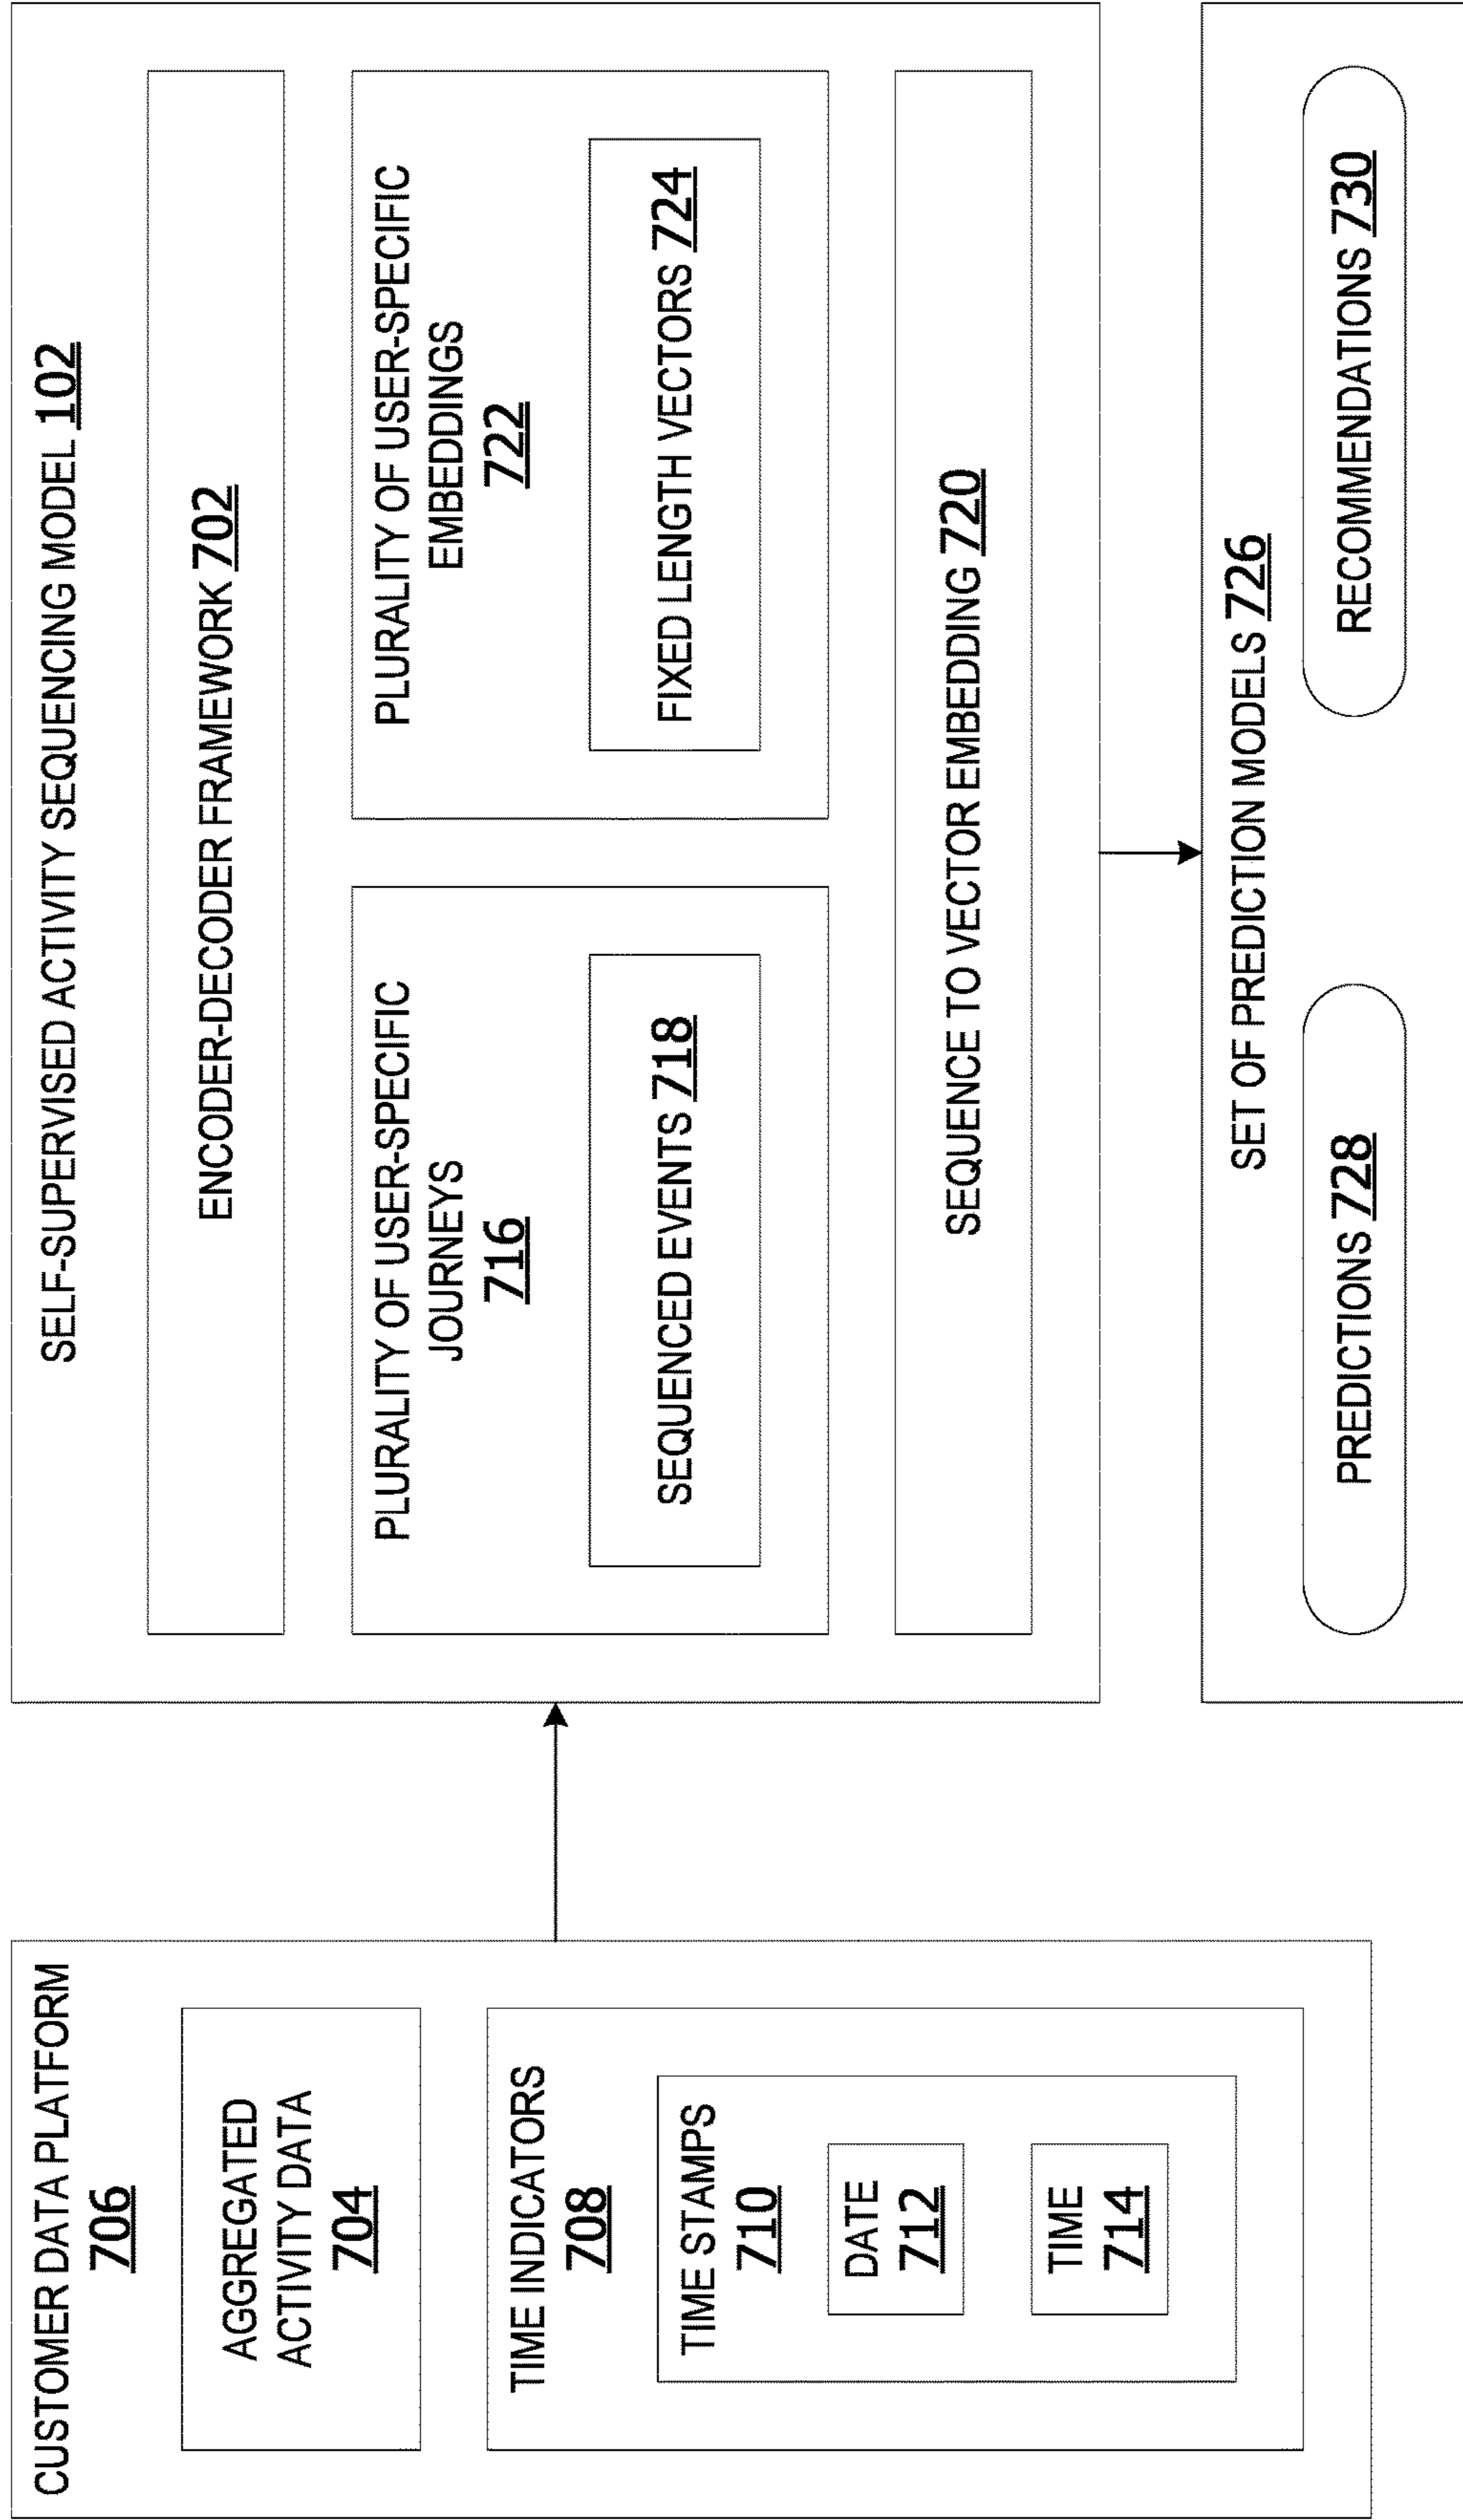 CUSTOMER DATA PLATFORM
706
AGGREGATED
ACTIVITY DATA
704
TIME INDICATORS
708
TIME STAMPS
710
DATE
712
TIME
714
SELF-SUPERVISED ACTIVITY SEQUENCING MODEL 102
ENCODER-DECODER FRAMEWORK 702
PLURALITY OF USER-SPECIFIC
JOURNEYS
716
SEQUENCED EVENTS 718
PLURALITY OF USER-SPECIFIC
EMBEDDINGS
722
FIXED LENGTH VECTORS 724
SEQUENCE TO VECTOR EMBEDDING 720
SET OF PREDICTION MODELS 726
PREDICTIONS 728
RECOMMENDATIONS 730